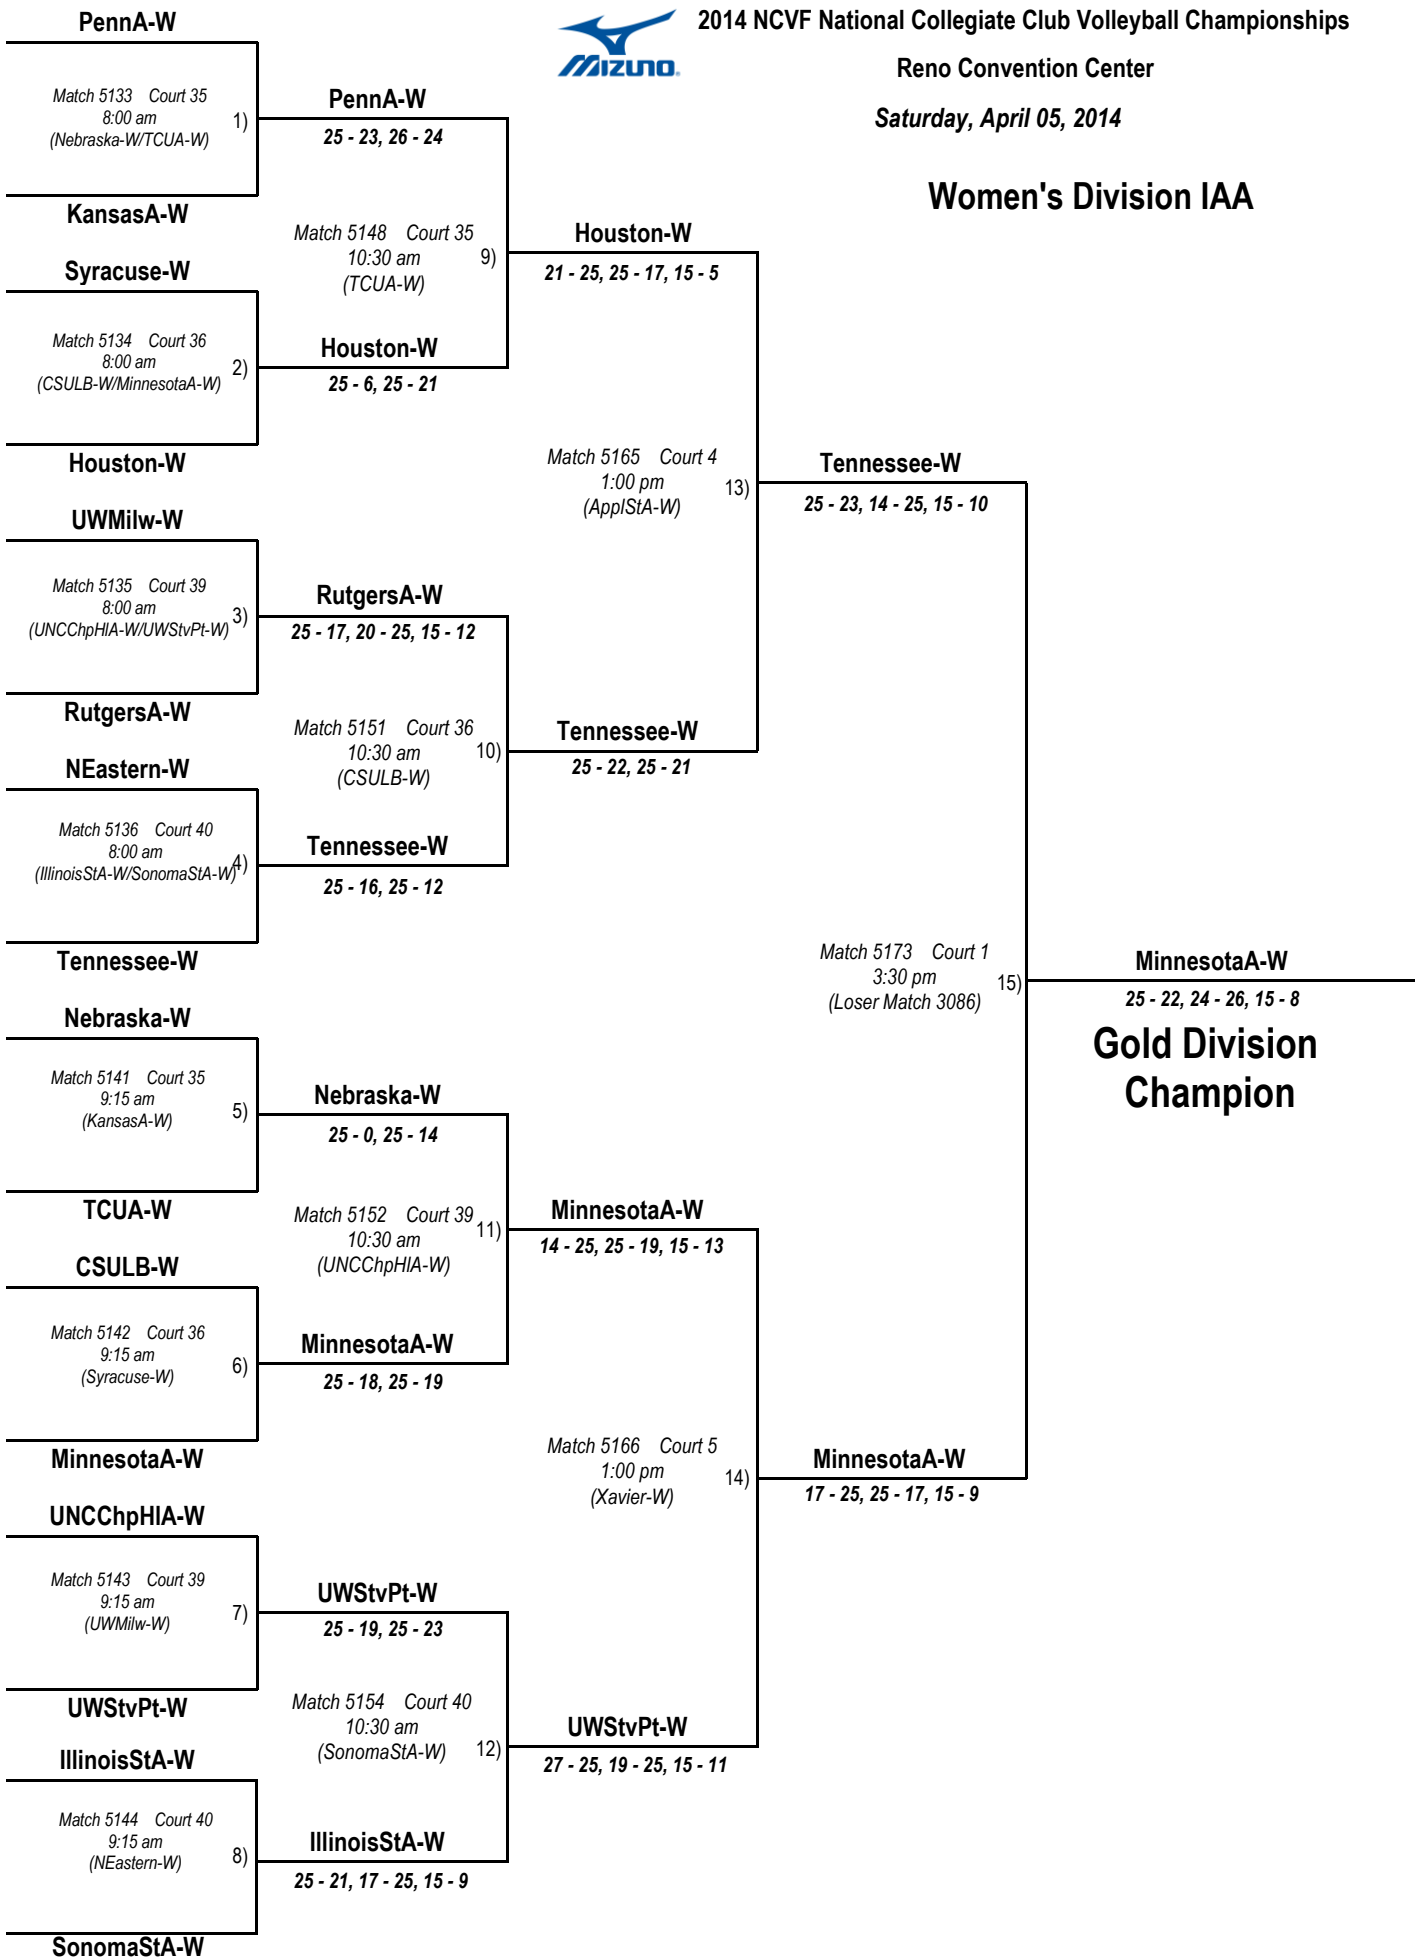 MIZUNO.
2014 NCVF National Collegiate Club Volleyball Championships
Reno Convention Center
Saturday, April 05, 2014
Women's Division IAA
PennA-W
Match 5133 Court 35
8:00 am
(Nebraska-W/TCUA-W)
1)
KansasA-W
Syracuse-W
Match 5134 Court 36
8:00 am
(CSULB-W/MinnesotaA-W)
2)
Houston-W
UWMilw-W
Match 5135 Court 39
8:00 am
(UNCChpHlA-W/UWStvPt-W)
3)
RutgersA-W
NEastern-W
Match 5136 Court 40
8:00 am
(IllinoisStA-W/SonomaStA-W)
4)
Tennessee-W
Nebraska-W
Match 5141 Court 35
9:15 am
(KansasA-W)
5)
TCUA-W
CSULB-W
Match 5142 Court 36
9:15 am
(Syracuse-W)
6)
MinnesotaA-W
UNCChpHlA-W
Match 5143 Court 39
9:15 am
(UWMilw-W)
7)
UWStvPt-W
IllinoisStA-W
Match 5144 Court 40
9:15 am
(NEastern-W)
8)
SonomaStA-W
PennA-W
25 - 23, 26 - 24
Match 5148 Court 35
10:30 am
(TCUA-W)
9)
Houston-W
25 - 6, 25 - 21
RutgersA-W
25 - 17, 20 - 25, 15 - 12
Match 5151 Court 36
10:30 am
(CSULB-W)
10)
Tennessee-W
25 - 16, 25 - 12
Nebraska-W
25 - 0, 25 - 14
Match 5152 Court 39
10:30 am
(UNCChpHlA-W)
11)
MinnesotaA-W
25 - 18, 25 - 19
UWStvPt-W
25 - 19, 25 - 23
Match 5154 Court 40
10:30 am
(SonomaStA-W)
12)
IllinoisStA-W
25 - 21, 17 - 25, 15 - 9
Houston-W
21 - 25, 25 - 17, 15 - 5
Match 5165 Court 4
1:00 pm
(ApplStA-W)
13)
Tennessee-W
25 - 22, 25 - 21
MinnesotaA-W
14 - 25, 25 - 19, 15 - 13
Match 5166 Court 5
1:00 pm
(Xavier-W)
14)
UWStvPt-W
27 - 25, 19 - 25, 15 - 11
Tennessee-W
25 - 23, 14 - 25, 15 - 10
Match 5173 Court 1
3:30 pm
(Loser Match 3086)
15)
MinnesotaA-W
17 - 25, 25 - 17, 15 - 9
MinnesotaA-W
25 - 22, 24 - 26, 15 - 8
Gold Division
Champion